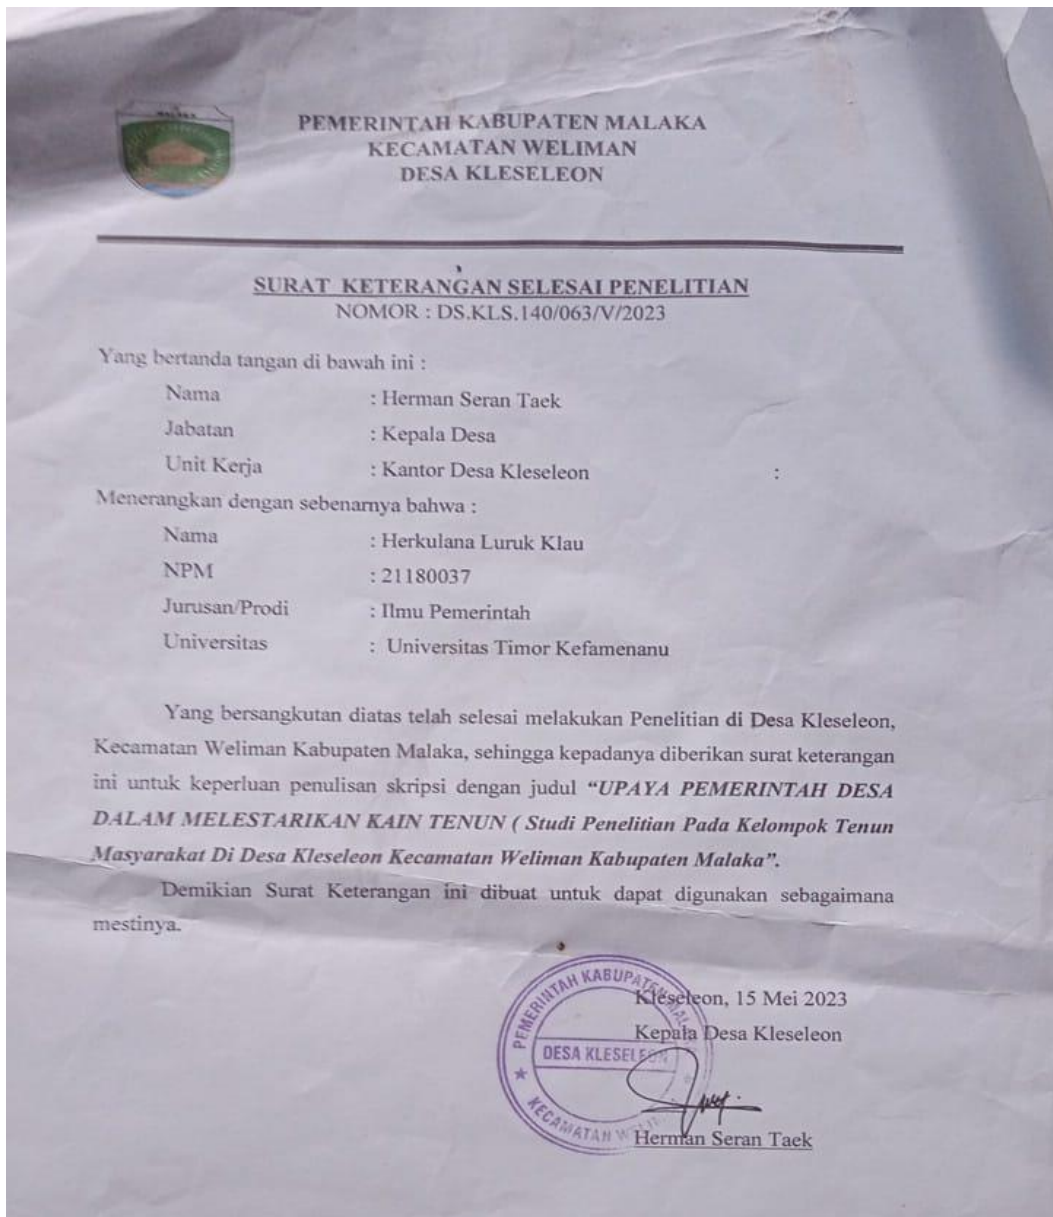 MALAKA
PEMERINTAH KABUPATEN MALAKA
KECAMATAN WELIMAN
DESA KLESELEON
SURAT KETERANGAN SELESAI PENELITIAN
NOMOR : DS.KLS.140/063/V/2023
Yang bertanda tangan di bawah ini :
Nama : Herman Seran Taek
Jabatan : Kepala Desa
Unit Kerja : Kantor Desa Kleseleon :
Menerangkan dengan sebenarnya bahwa :
Nama : Herkulana Luruk Klau
NPM : 21180037
Jurusan/Prodi : Ilmu Pemerintah
Universitas : Universitas Timor Kefamenanu
Yang bersangkutan diatas telah selesai melakukan Penelitian di Desa Kleseleon,
Kecamatan Weliman Kabupaten Malaka, sehingga kepadanya diberikan surat keterangan
ini untuk keperluan penulisan skripsi dengan judul “UPAYA PEMERINTAH DESA
DALAM MELESTARIKAN KAIN TENUN ( Studi Penelitian Pada Kelompok Tenun
Masyarakat Di Desa Kleseleon Kecamatan Weliman Kabupaten Malaka”.
Demikian Surat Keterangan ini dibuat untuk dapat digunakan sebagaimana
mestinya.
Kleseleon, 15 Mei 2023
Kepala Desa Kleseleon
PEMERINTAH KABUPATEN MALAKA
DESA KLESELEON
KECAMATAN WELIMAN
Herman Seran Taek